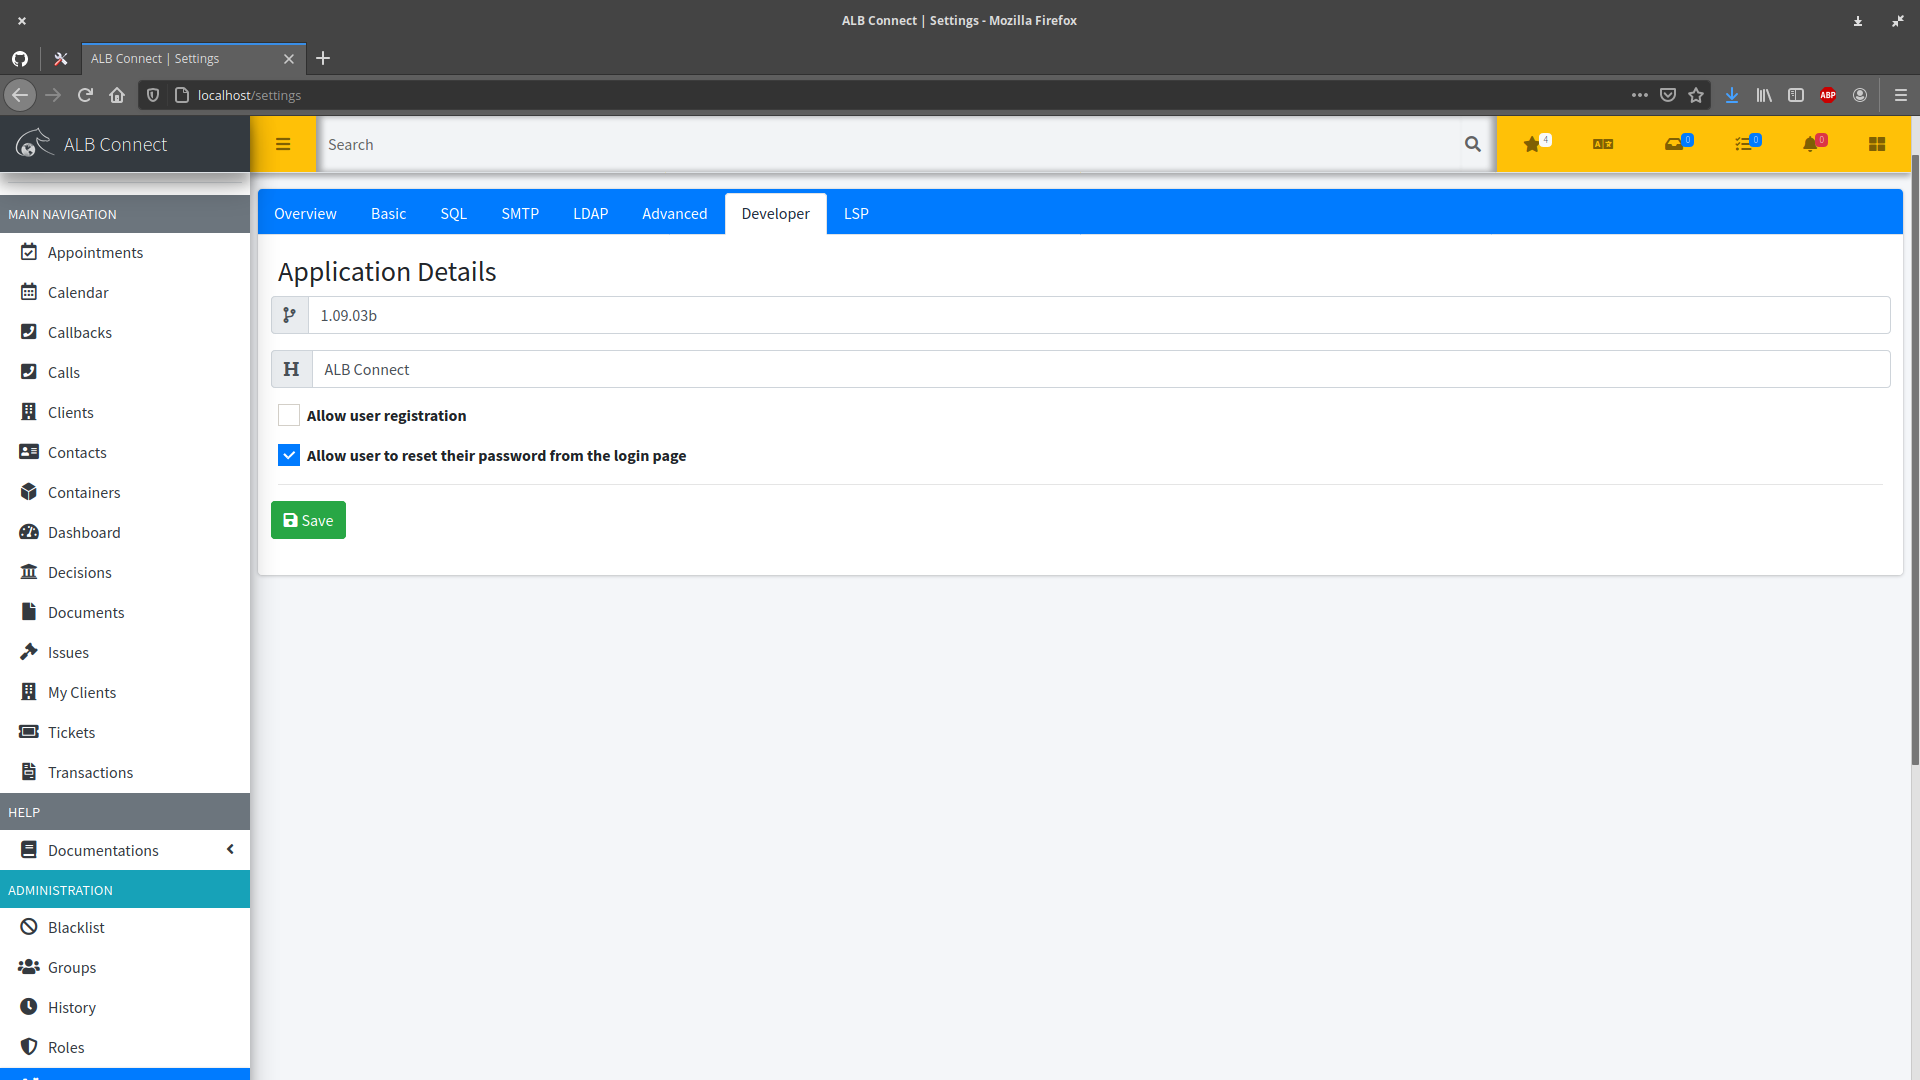 ALB Connect | Settings - Mozilla Firefox
ALB Connect | Settings
localhost/settings
ABP
ALB Connect
Search
4
0
0
0
MAIN NAVIGATION
Appointments
Calendar
Callbacks
Calls
Clients
Contacts
Containers
Dashboard
Decisions
Documents
Issues
My Clients
Tickets
Transactions
HELP
Documentations
ADMINISTRATION
Blacklist
Groups
History
Roles
Overview Basic SQL SMTP LDAP Advanced Developer LSP
Application Details
1.09.03b
H ALB Connect
Allow user registration
Allow user to reset their password from the login page
Save